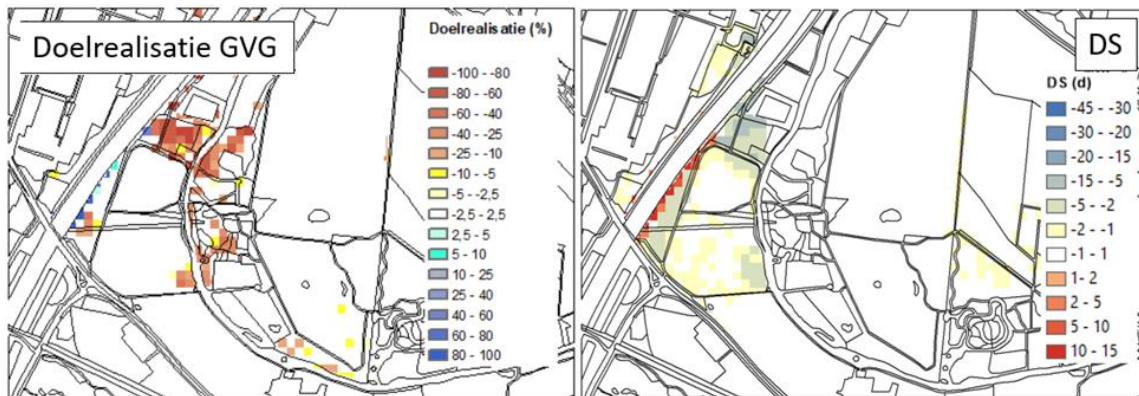 Doelrealisatie GVG
Doelrealisatie (%)
-100 - -80
-80 - -60
-60 - -40
-40 - -25
-25 - -10
-10 - -5
-5 - -2,5
-2,5 - 2,5
2,5 - 5
5 - 10
10 - 25
25 - 40
40 - 60
60 - 80
80 - 100
DS
DS (d)
-45 - -30
-30 - -20
-20 - -15
-15 - -5
-5 - -2
-2 - -1
-1 - 1
1 - 2
2 - 5
5 - 10
10 - 15